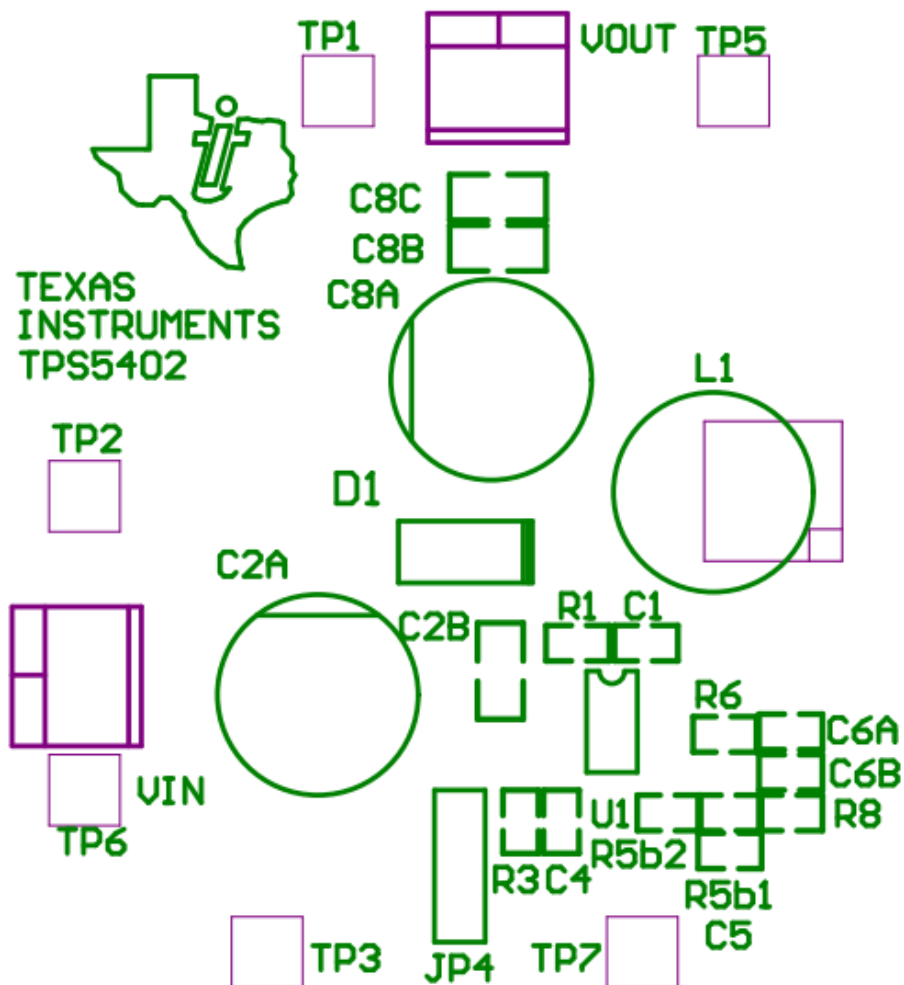 TP1
VOUT
TP5
C8C
C8B
C8A
TEXAS
INSTRUMENTS
TPS5402
L1
TP2
D1
C2A
C2B
R1
C1
R6
C6A
C6B
VIN
U1
R8
TP6
R5b2
R3
C4
R5b1
C5
TP3
JP4
TP7